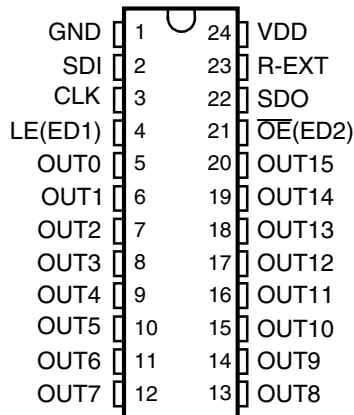 GND 1 24 VDD
SDI 2 23 R-EXT
CLK 3 22 SDO
LE(ED1) 4 21 O̅E̅(ED2)
OUT0 5 20 OUT15
OUT1 6 19 OUT14
OUT2 7 18 OUT13
OUT3 8 17 OUT12
OUT4 9 16 OUT11
OUT5 10 15 OUT10
OUT6 11 14 OUT9
OUT7 12 13 OUT8